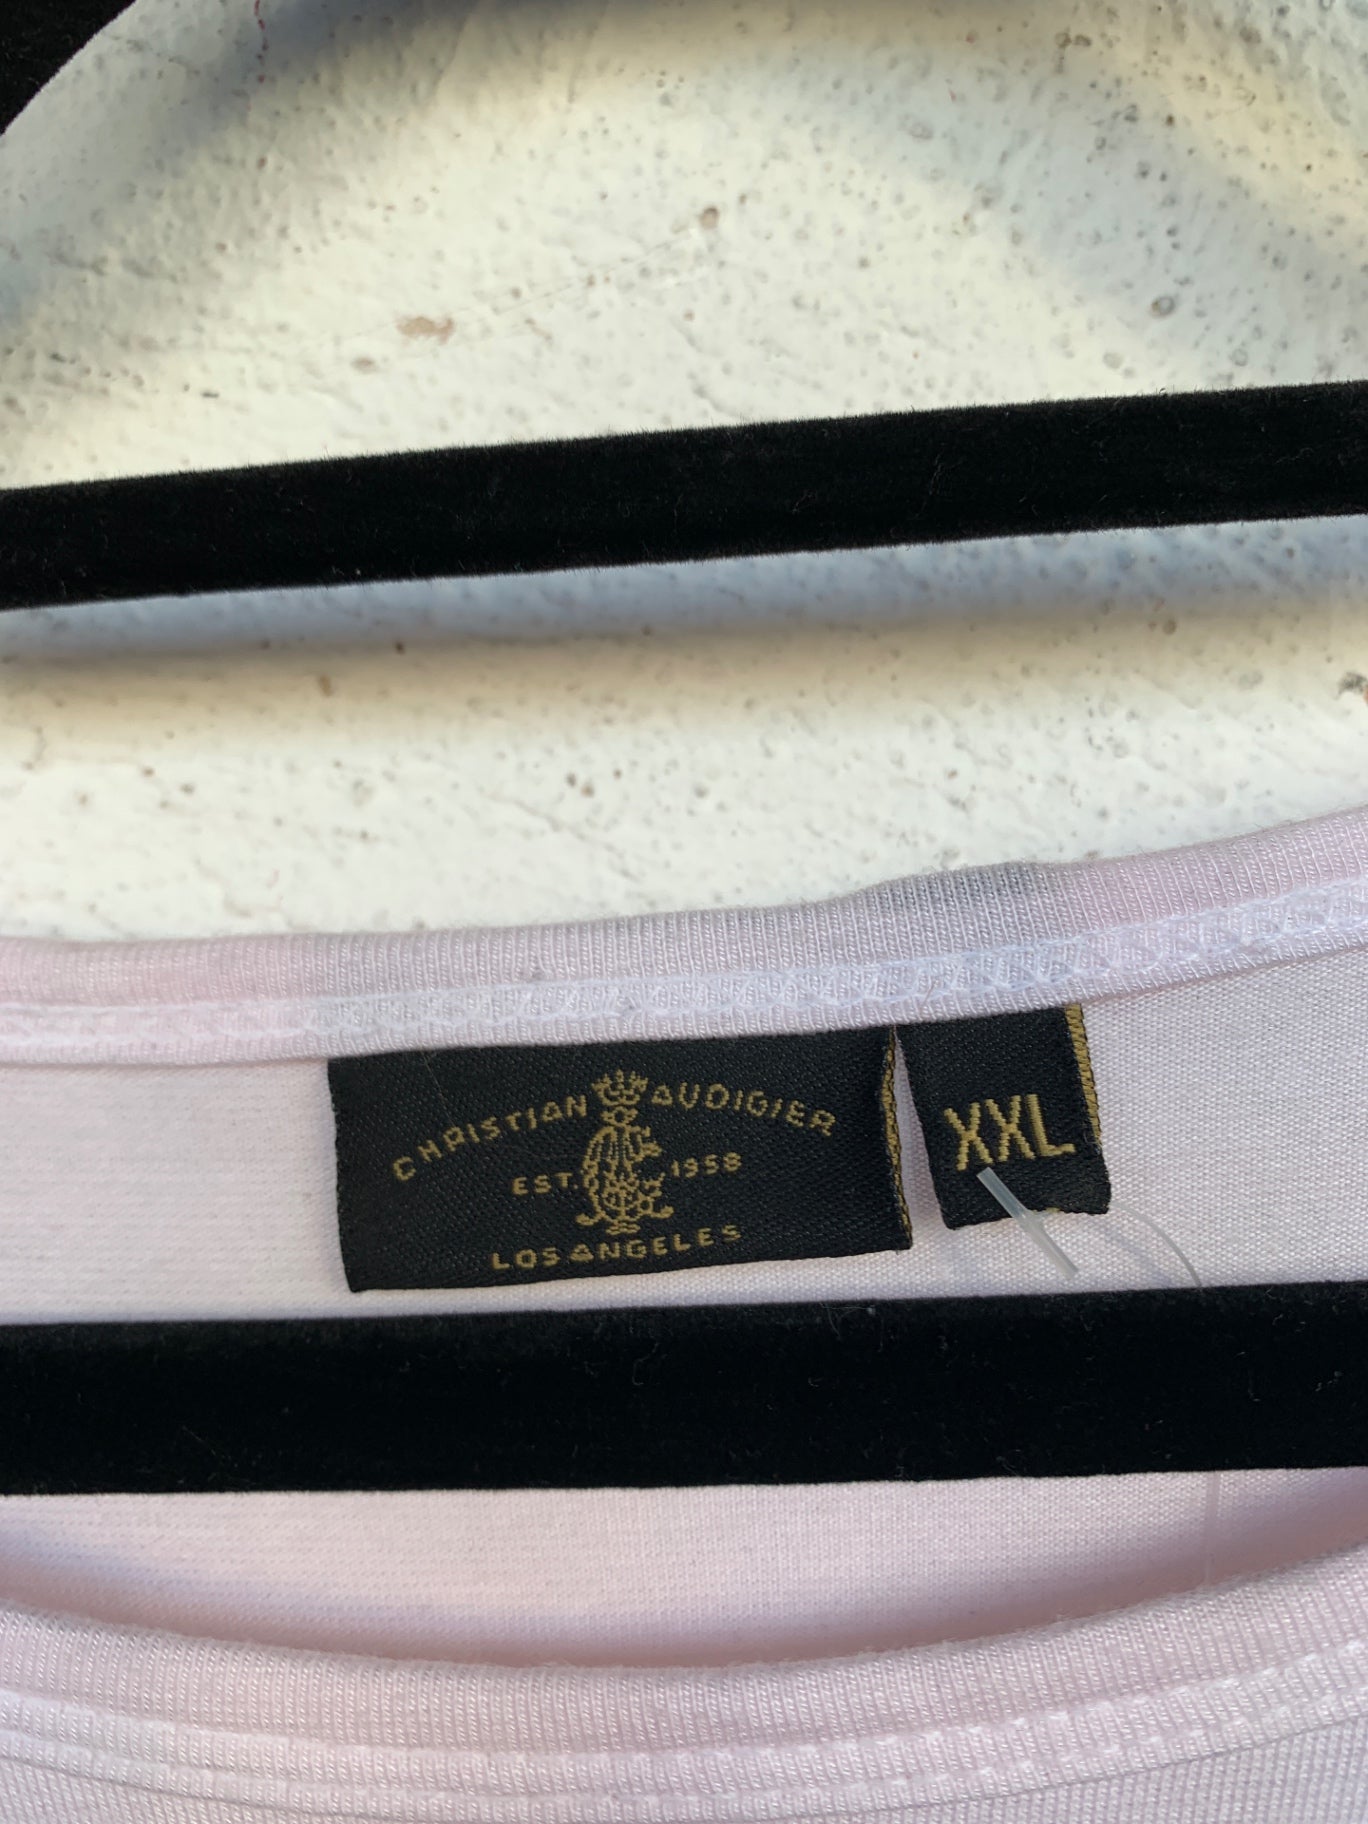 CHRISTIAN AUDIGIER
EST. 1958
LOS ANGELES
XXL